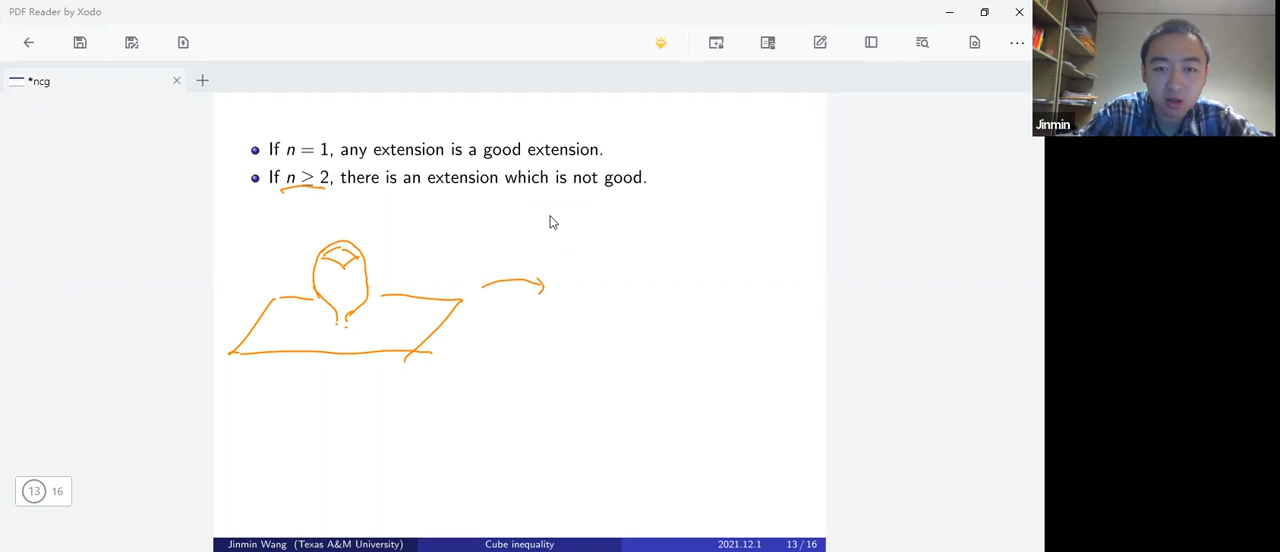 PDF Reader by Xodo
*ncg
Jinmin
If n = 1, any extension is a good extension.
If n ≥ 2, there is an extension which is not good.
13 16
Jinmin Wang (Texas A&M University) Cube inequality 2021.12.1 13 / 16